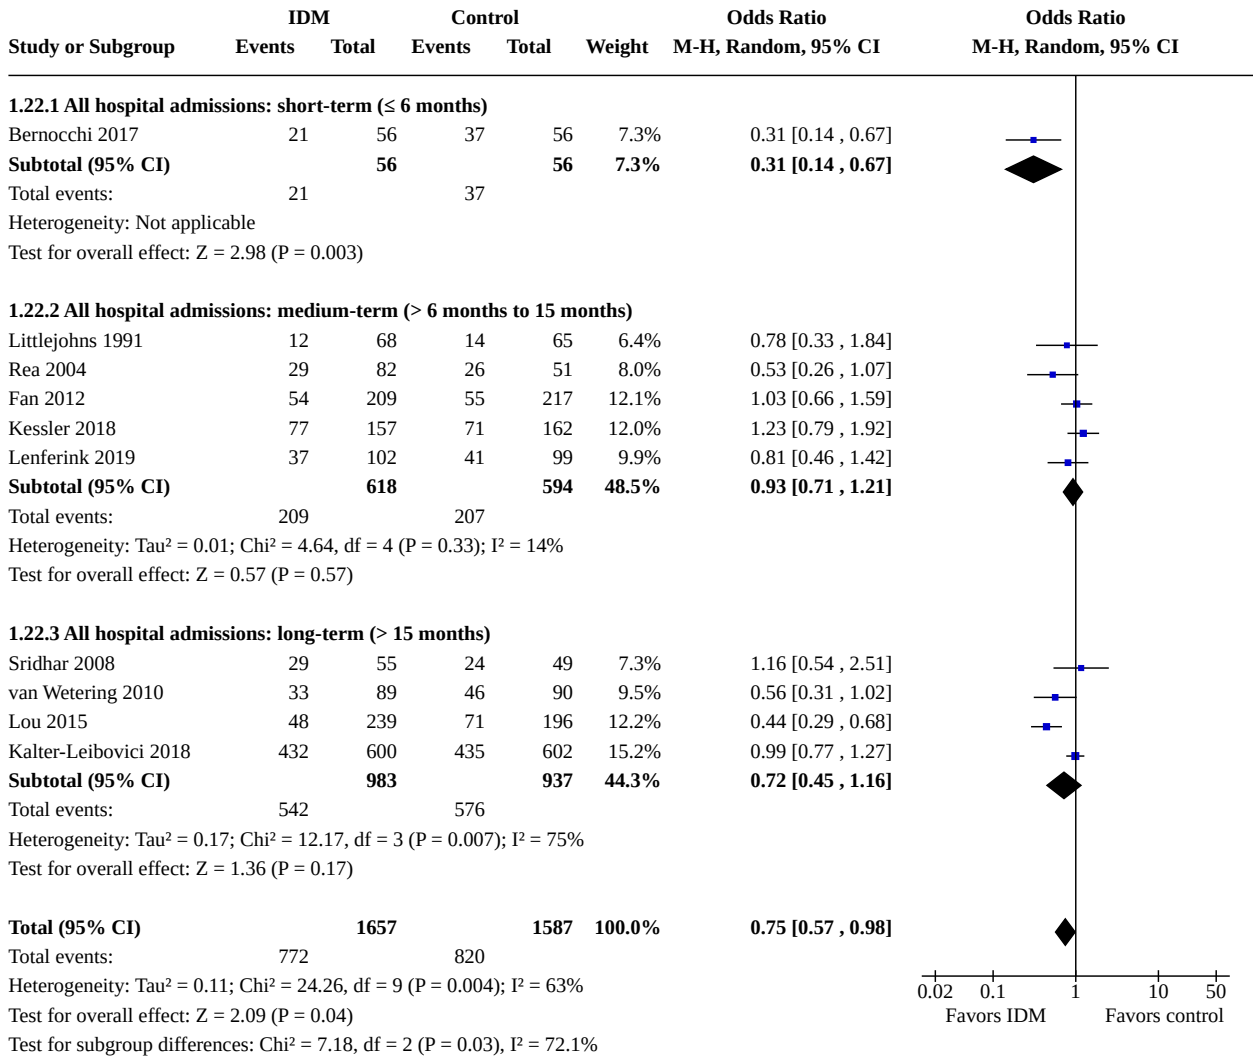 IDM Control Odds Ratio Odds Ratio
Study or Subgroup Events Total Events Total Weight M-H, Random, 95% CI M-H, Random, 95% CI
1.22.1 All hospital admissions: short-term (≤ 6 months)
Bernocchi 2017 21 56 37 56 7.3% 0.31 [0.14 , 0.67]
Subtotal (95% CI) 56 56 7.3% 0.31 [0.14 , 0.67]
Total events: 21 37
Heterogeneity: Not applicable
Test for overall effect: Z = 2.98 (P = 0.003)
1.22.2 All hospital admissions: medium-term (> 6 months to 15 months)
Littlejohns 1991 12 68 14 65 6.4% 0.78 [0.33 , 1.84]
Rea 2004 29 82 26 51 8.0% 0.53 [0.26 , 1.07]
Fan 2012 54 209 55 217 12.1% 1.03 [0.66 , 1.59]
Kessler 2018 77 157 71 162 12.0% 1.23 [0.79 , 1.92]
Lenferink 2019 37 102 41 99 9.9% 0.81 [0.46 , 1.42]
Subtotal (95% CI) 618 594 48.5% 0.93 [0.71 , 1.21]
Total events: 209 207
Heterogeneity: Tau² = 0.01; Chi² = 4.64, df = 4 (P = 0.33); I² = 14%
Test for overall effect: Z = 0.57 (P = 0.57)
1.22.3 All hospital admissions: long-term (> 15 months)
Sridhar 2008 29 55 24 49 7.3% 1.16 [0.54 , 2.51]
van Wetering 2010 33 89 46 90 9.5% 0.56 [0.31 , 1.02]
Lou 2015 48 239 71 196 12.2% 0.44 [0.29 , 0.68]
Kalter-Leibovici 2018 432 600 435 602 15.2% 0.99 [0.77 , 1.27]
Subtotal (95% CI) 983 937 44.3% 0.72 [0.45 , 1.16]
Total events: 542 576
Heterogeneity: Tau² = 0.17; Chi² = 12.17, df = 3 (P = 0.007); I² = 75%
Test for overall effect: Z = 1.36 (P = 0.17)
Total (95% CI) 1657 1587 100.0% 0.75 [0.57 , 0.98]
Total events: 772 820
Heterogeneity: Tau² = 0.11; Chi² = 24.26, df = 9 (P = 0.004); I² = 63%
0.02 0.1 1 10 50
Test for overall effect: Z = 2.09 (P = 0.04)
Favors IDM Favors control
Test for subgroup differences: Chi² = 7.18, df = 2 (P = 0.03), I² = 72.1%